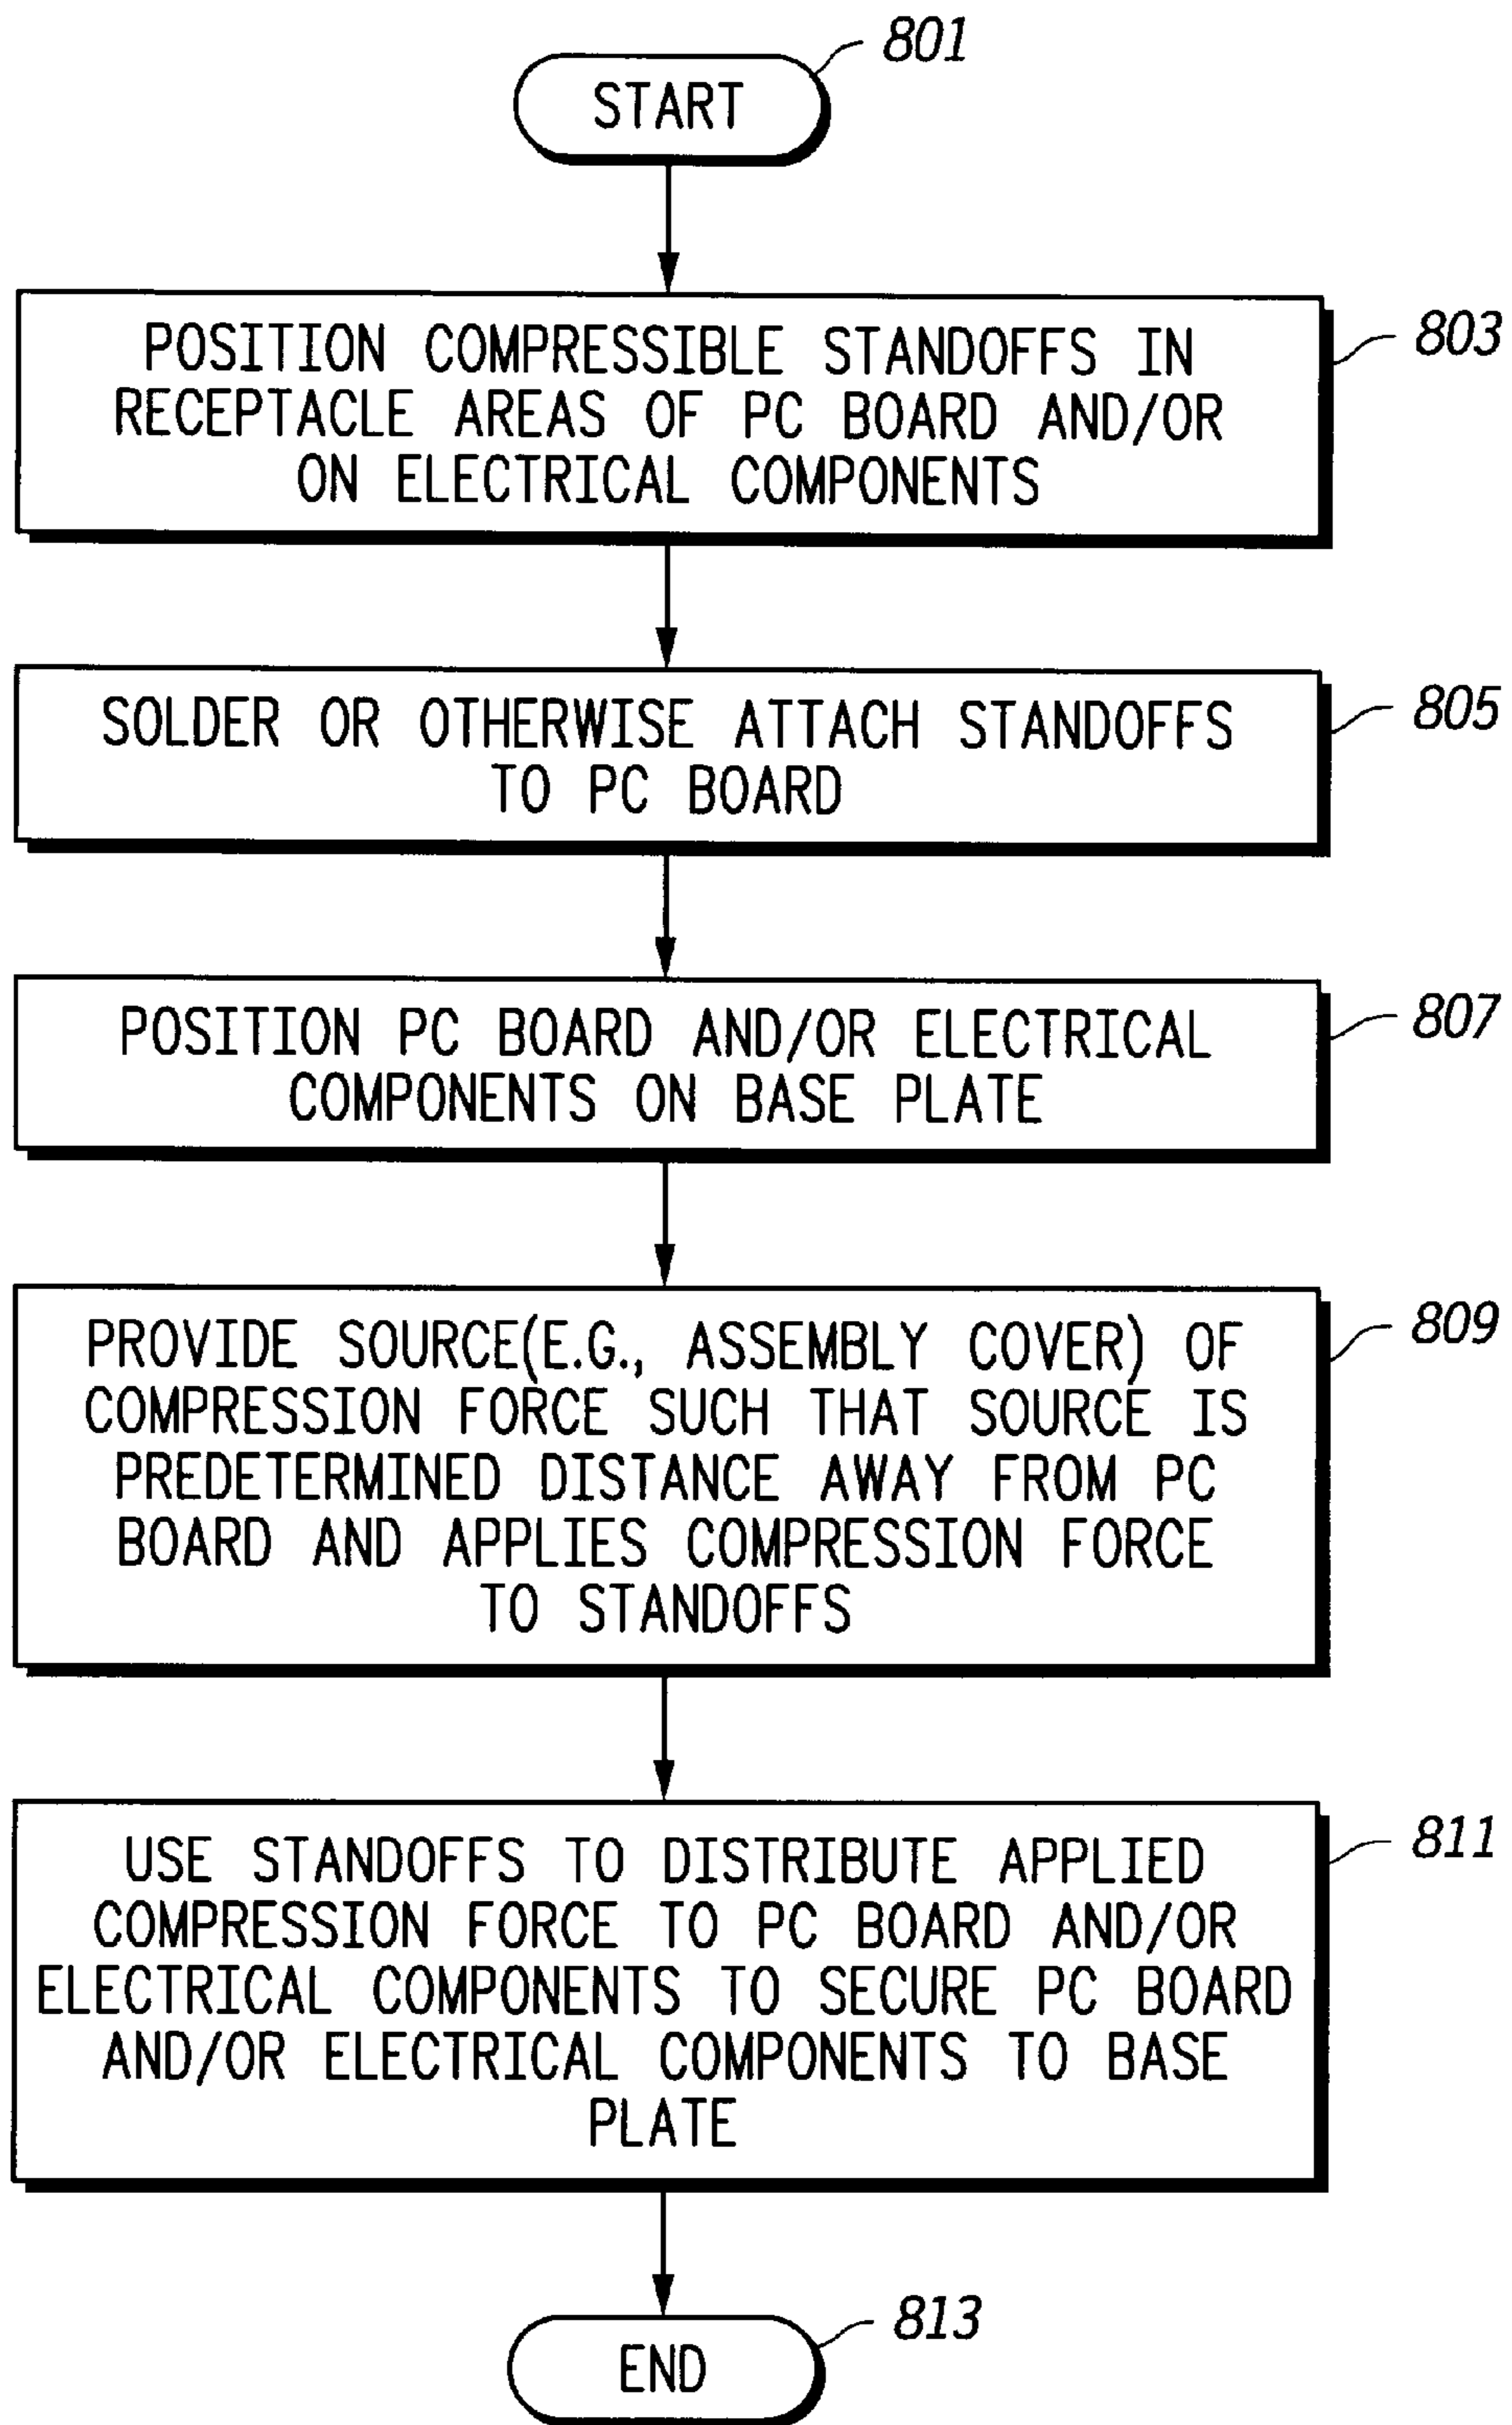 801
START
803
POSITION COMPRESSIBLE STANDOFFS IN
RECEPTACLE AREAS OF PC BOARD AND/OR
ON ELECTRICAL COMPONENTS
805
SOLDER OR OTHERWISE ATTACH STANDOFFS
TO PC BOARD
807
POSITION PC BOARD AND/OR ELECTRICAL
COMPONENTS ON BASE PLATE
809
PROVIDE SOURCE(E.G., ASSEMBLY COVER) OF
COMPRESSION FORCE SUCH THAT SOURCE IS
PREDETERMINED DISTANCE AWAY FROM PC
BOARD AND APPLIES COMPRESSION FORCE
TO STANDOFFS
811
USE STANDOFFS TO DISTRIBUTE APPLIED
COMPRESSION FORCE TO PC BOARD AND/OR
ELECTRICAL COMPONENTS TO SECURE PC BOARD
AND/OR ELECTRICAL COMPONENTS TO BASE
PLATE
813
END